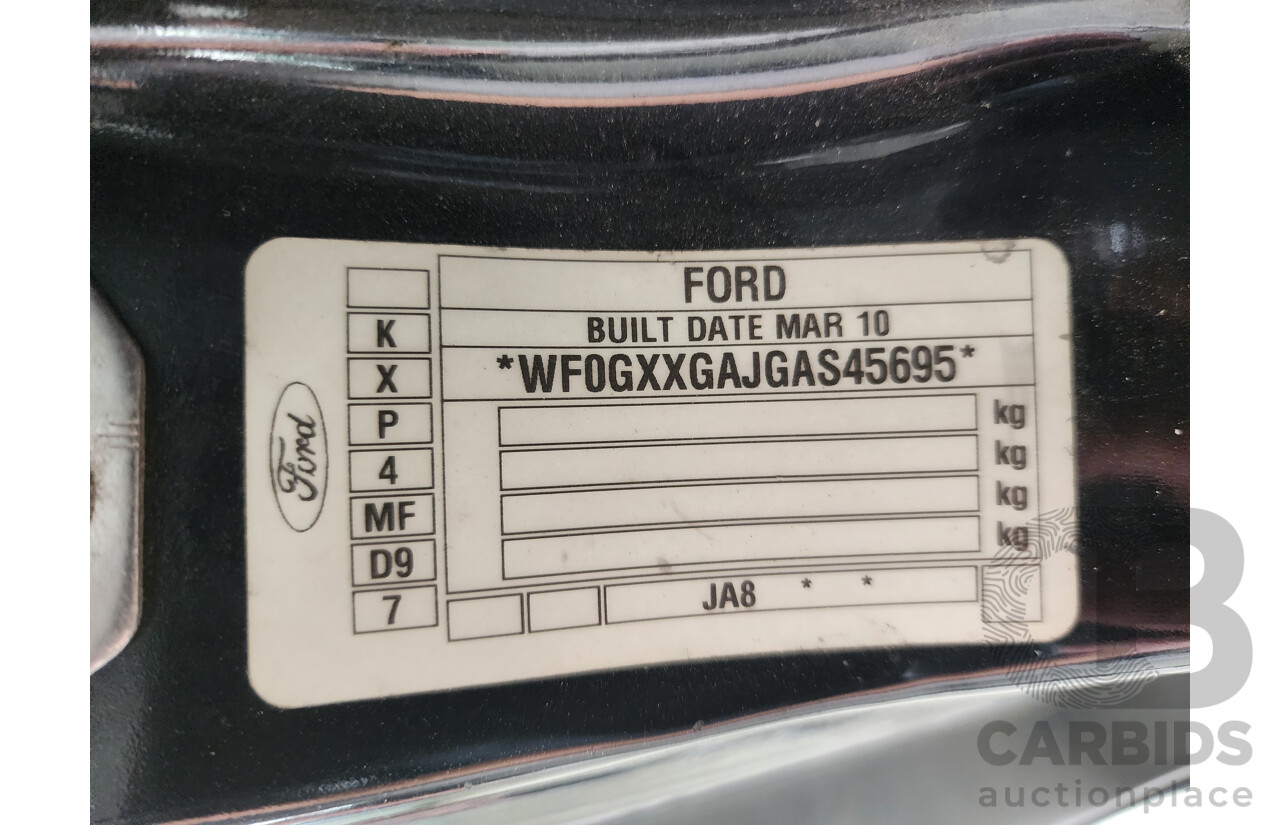 FORD
BUILT DATE MAR 10
*WF0GXXGAJGAS45695*
K
X
P
4
MF
D9
7
Ford
kg
kg
kg
kg
JA8 * *
CARBIDS
auctionplace